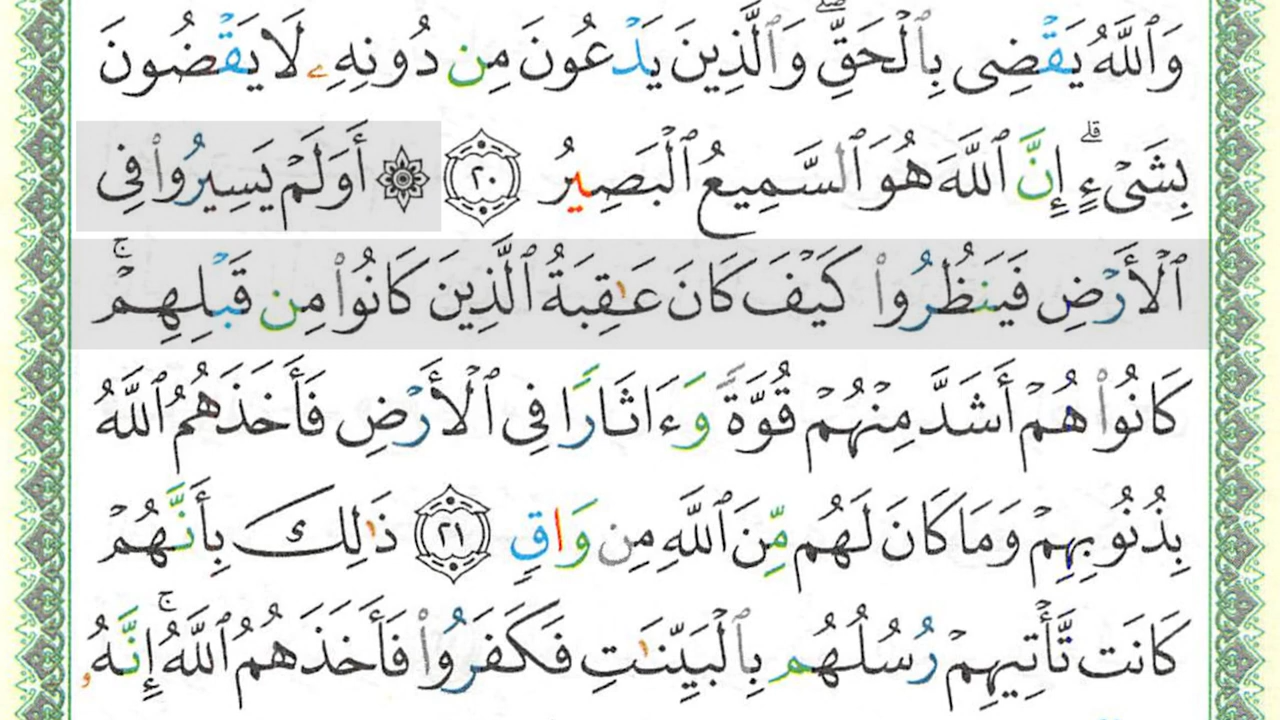 وَٱللَّهُ يَقْضِى بِٱلْحَقِّ ۖ وَٱلَّذِينَ يَدْعُونَ مِن دُونِهِۦ لَا يَقْضُونَ
بِشَىْءٍ ۗ إِنَّ ٱللَّهَ هُوَ ٱلسَّمِيعُ ٱلْبَصِيرُ ٢٠ ۞ أَوَلَمْ يَسِيرُوا۟ فِى
ٱلْأَرْضِ فَيَنظُرُوا۟ كَيْفَ كَانَ عَـٰقِبَةُ ٱلَّذِينَ كَانُوا۟ مِن قَبْلِهِمْ ۚ
كَانُوا۟ هُمْ أَشَدَّ مِنْهُمْ قُوَّةً وَءَاثَارًا فِى ٱلْأَرْضِ فَأَخَذَهُمُ ٱللَّهُ
بِذُنُوبِهِمْ وَمَا كَانَ لَهُم مِّنَ ٱللَّهِ مِن وَاقٍ ٢١ ذَٰلِكَ بِأَنَّهُمْ
كَانَت تَّأْتِيهِمْ رُسُلُهُم بِٱلْبَيِّنَـٰتِ فَكَفَرُوا۟ فَأَخَذَهُمُ ٱللَّهُ ۚ إِنَّهُۥ